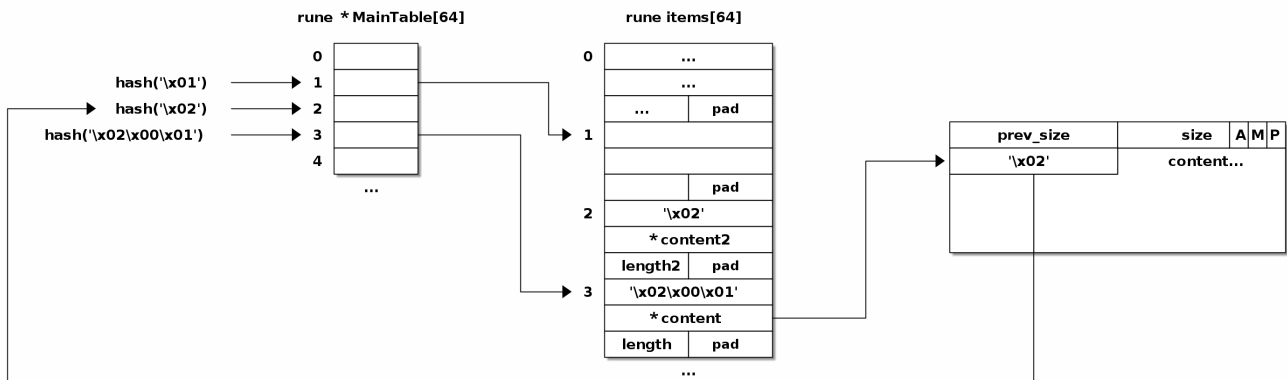 rune *MainTable[64]
rune items[64]
0
0
...
hash('\x01')
1
...
hash('\x02')
2
... pad
hash('\x02\x00\x01')
3
1
prev_size size A M P
4
'\x02' content...
...
pad
2
'\x02'
*content2
length2 pad
3
'\x02\x00\x01'
*content
length pad
...